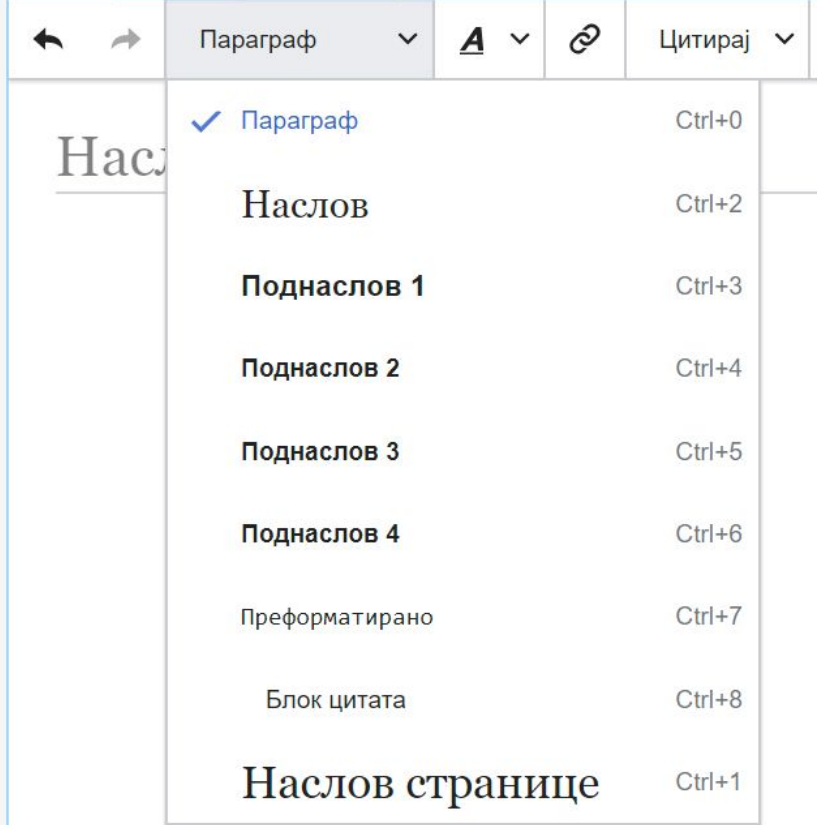 Параграф Цитирај
Параграф Ctrl+0
Наслов Ctrl+2
Поднаслов 1 Ctrl+3
Поднаслов 2 Ctrl+4
Поднаслов 3 Ctrl+5
Поднаслов 4 Ctrl+6
Преформатирано Ctrl+7
Блок цитата Ctrl+8
Наслов странице Ctrl+1